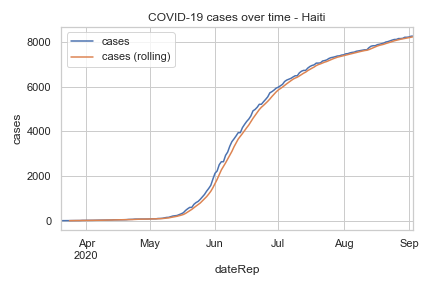 COVID-19 cases over time - Haiti
cases
cases (rolling)
8000
6000
4000
2000
0
cases
Apr
2020
May
Jun
Jul
Aug
Sep
dateRep